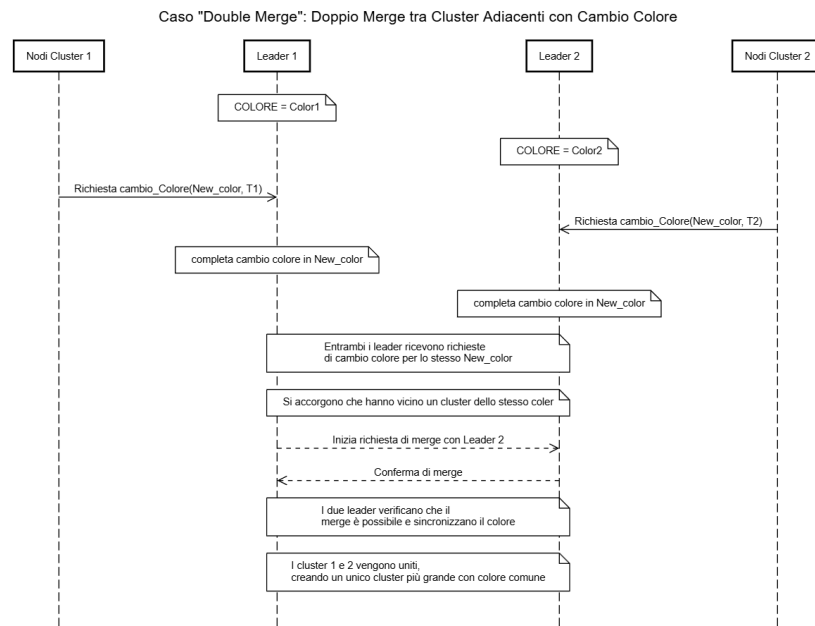 Caso "Double Merge": Doppio Merge tra Cluster Adiacenti con Cambio Colore
Nodi Cluster 1
Leader 1
Leader 2
Nodi Cluster 2
COLORE = Color1
COLORE = Color2
Richiesta cambio_Colore(New_color, T1)
Richiesta cambio_Colore(New_color, T2)
completa cambio colore in New_color
completa cambio colore in New_color
Entrambi i leader ricevono richieste
di cambio colore per lo stesso New_color
Si accorgono che hanno vicino un cluster dello stesso coler
Inizia richiesta di merge con Leader 2
Conferma di merge
I due leader verificano che il
merge è possibile e sincronizzano il colore
I cluster 1 e 2 vengono uniti,
creando un unico cluster più grande con colore comune